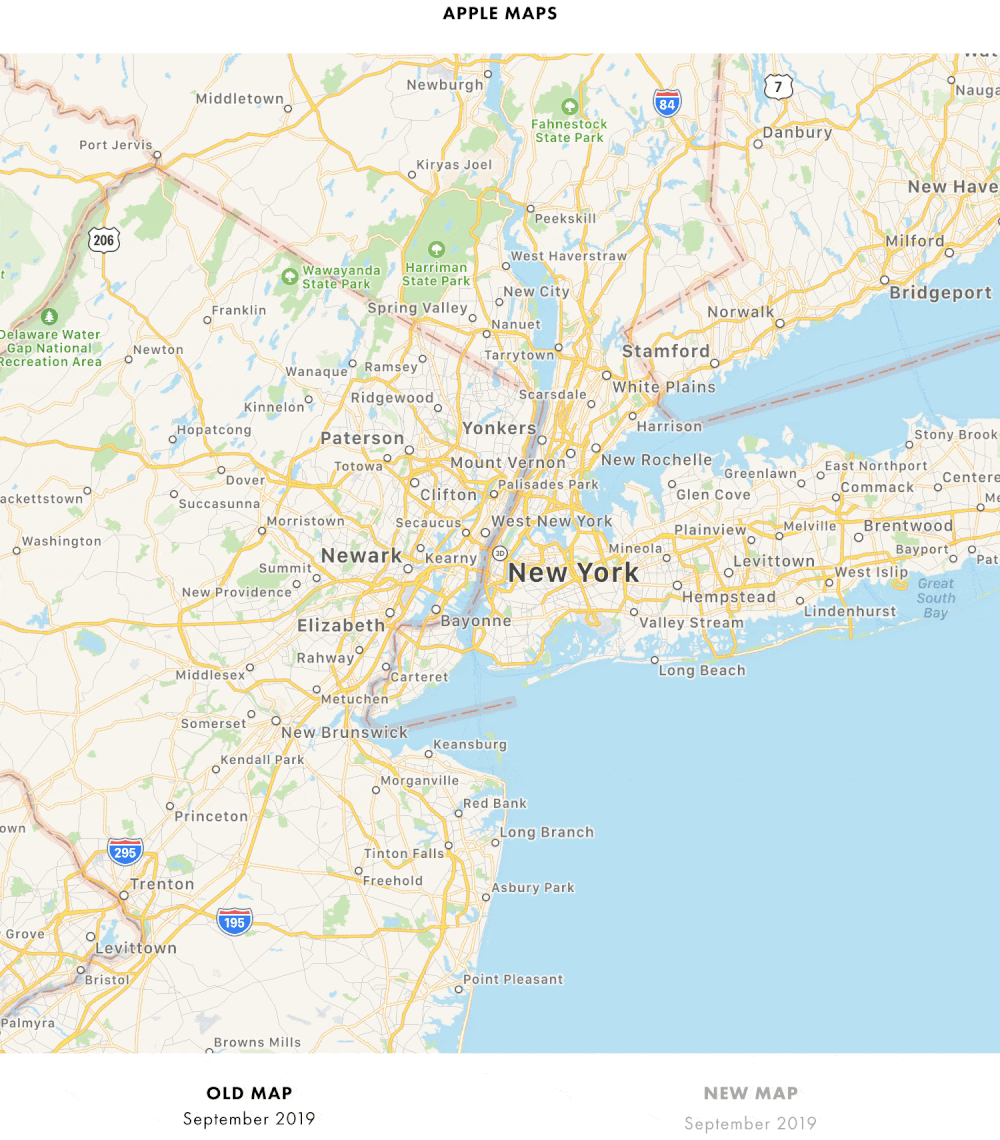 APPLE MAPS
Newburgh
Middletown
84
7
Nauga
Fahnestock
State Park
Danbury
Port Jervis
Kiryas Joel
New Have
Peekskill
206
Milford
West Haverstraw
Harriman
State Park
Wawayanda
State Park
New City
Bridgeport
Franklin
Spring Valley
Norwalk
Nanuet
Delaware Water
Gap National
Recreation Area
Newton
Tarrytown
Stamford
Wanaque
Ramsey
White Plains
Scarsdale
Ridgewood
Kinnelon
Harrison
Hopatcong
Yonkers
Stony Brook
Paterson
Totowa
Mount Vernon
New Rochelle
East Northport
Greenlawn
Dover
Palisades Park
Commack
Centere
Clifton
Glen Cove
ackettstown
Succasunna
Me
Morristown
Secaucus
West New York
Plainview
Melville
Brentwood
Washington
Mineola
Bayport
Newark
Kearny
3D
Levittown
Pat
Summit
New York
West Islip
New Providence
Hempstead
Great
South
Bay
Elizabeth
Bayonne
Valley Stream
Lindenhurst
Rahway
Middlesex
Carteret
Long Beach
Metuchen
Somerset
New Brunswick
Keansburg
Kendall Park
Morganville
Red Bank
Princeton
own
Long Branch
295
Tinton Falls
Trenton
Freehold
Asbury Park
195
Grove
Levittown
Bristol
Point Pleasant
Palmyra
Browns Mills
OLD MAP
September 2019
NEW MAP
September 2019